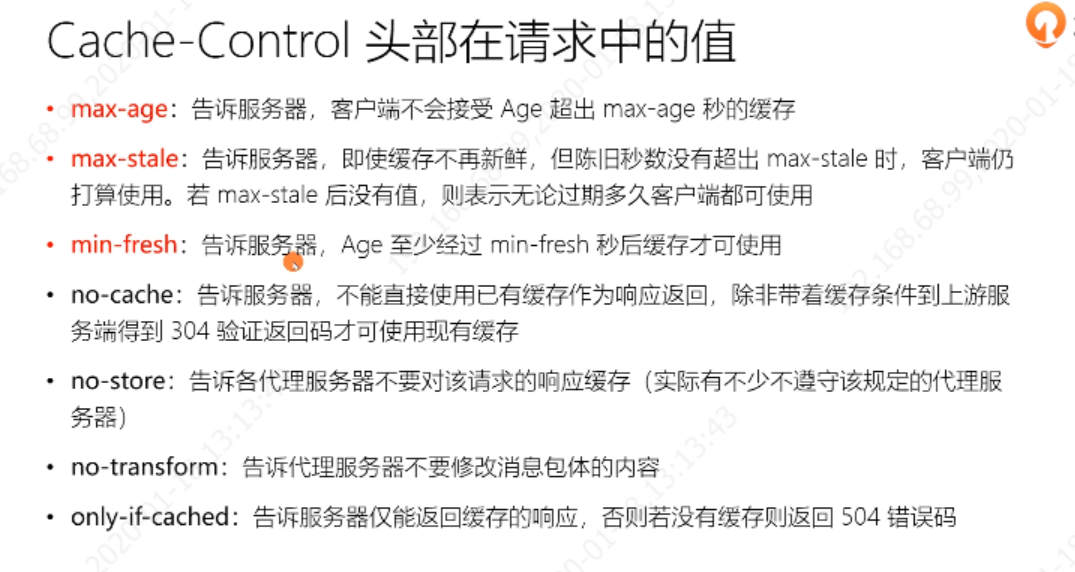 Cache-Control 头部在请求中的值
• max-age：告诉服务器，客户端不会接受 Age 超出 max-age 秒的缓存
• max-stale：告诉服务器，即使缓存不再新鲜，但陈旧秒数没有超出 max-stale 时，客户端仍
打算使用。若 max-stale 后没有值，则表示无论过期多久客户端都可使用
• min-fresh：告诉服务器，Age 至少经过 min-fresh 秒后缓存才可使用
• no-cache：告诉服务器，不能直接使用已有缓存作为响应返回，除非带着缓存条件到上游服
务端得到 304 验证返回码才可使用现有缓存
• no-store：告诉各代理服务器不要对该请求的响应缓存（实际有不少不遵守该规定的代理服
务器）
• no-transform：告诉代理服务器不要修改消息包体的内容
• only-if-cached：告诉服务器仅能返回缓存的响应，否则若没有缓存则返回 504 错误码